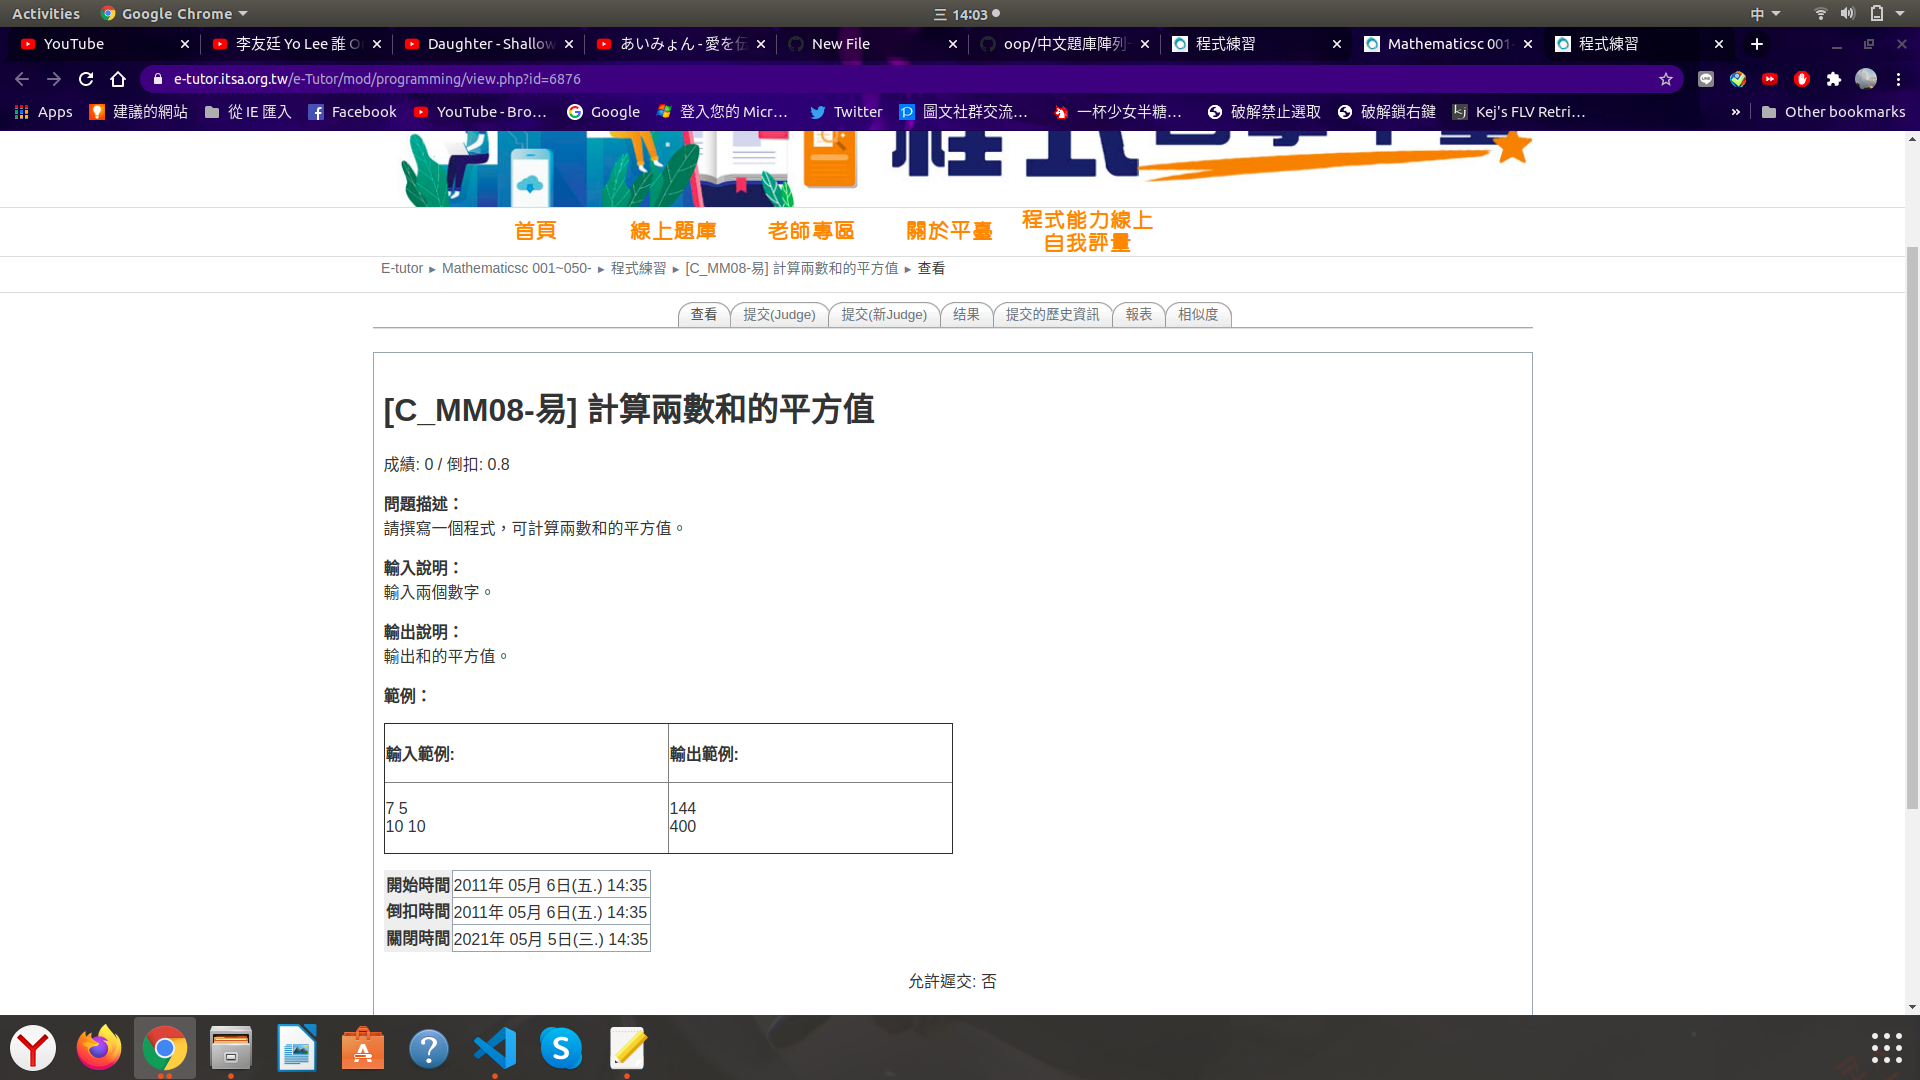 Activities
Google Chrome
三 14:03
中
YouTube
李友廷 Yo Lee 誰
Daughter - Shallow
あいみょん - 愛を伝
New File
oop/中文題庫陣列-
程式練習
Mathematicsc 001
程式練習
e-tutor.itsa.org.tw/e-Tutor/mod/programming/view.php?id=6876
Apps
建議的網站
從 IE 匯入
Facebook
YouTube - Bro...
Google
登入您的 Micr...
Twitter
圖文社群交流...
一杯少女半糖...
破解禁止選取
破解鎖右鍵
Kej's FLV Retri...
»
Other bookmarks
首頁
線上題庫
老師專區
關於平臺
程式能力線上
自我評量
E-tutor ► Mathematicsc 001~050- ► 程式練習 ► [C_MM08-易] 計算兩數和的平方值 ► 查看
查看
提交(Judge)
提交(新Judge)
结果
提交的歷史資訊
報表
相似度
[C_MM08-易] 計算兩數和的平方值
成績: 0 / 倒扣: 0.8
問題描述：
請撰寫一個程式，可計算兩數和的平方值。
輸入說明：
輸入兩個數字。
輸出說明：
輸出和的平方值。
範例：
輸入範例:
輸出範例:
7 5
10 10
144
400
開始時間 2011年 05月 6日(五.) 14:35
倒扣時間 2011年 05月 6日(五.) 14:35
關閉時間 2021年 05月 5日(三.) 14:35
允許遲交: 否